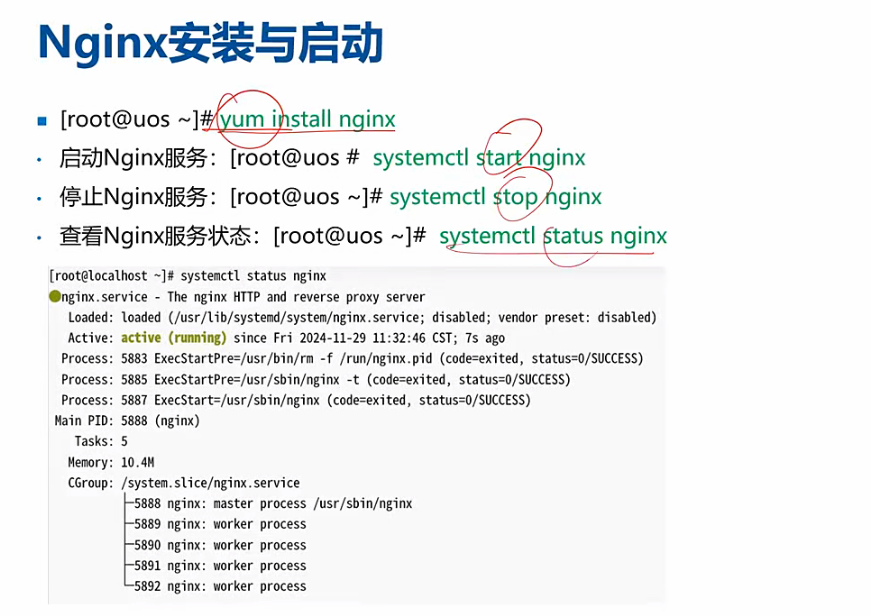 Nginx安装与启动
[root@uos ~]# yum install nginx
启动Nginx服务：[root@uos # systemctl start nginx
停止Nginx服务：[root@uos ~]# systemctl stop nginx
查看Nginx服务状态：[root@uos ~]# systemctl status nginx
[root@localhost ~]# systemctl status nginx
nginx.service - The nginx HTTP and reverse proxy server
Loaded: loaded (/usr/lib/systemd/system/nginx.service; disabled; vendor preset: disabled)
Active: active (running) since Fri 2024-11-29 11:32:46 CST; 7s ago
Process: 5883 ExecStartPre=/usr/bin/rm -f /run/nginx.pid (code=exited, status=0/SUCCESS)
Process: 5885 ExecStartPre=/usr/sbin/nginx -t (code=exited, status=0/SUCCESS)
Process: 5887 ExecStart=/usr/sbin/nginx (code=exited, status=0/SUCCESS)
Main PID: 5888 (nginx)
Tasks: 5
Memory: 10.4M
CGroup: /system.slice/nginx.service
├─5888 nginx: master process /usr/sbin/nginx
├─5889 nginx: worker process
├─5890 nginx: worker process
├─5891 nginx: worker process
└─5892 nginx: worker process